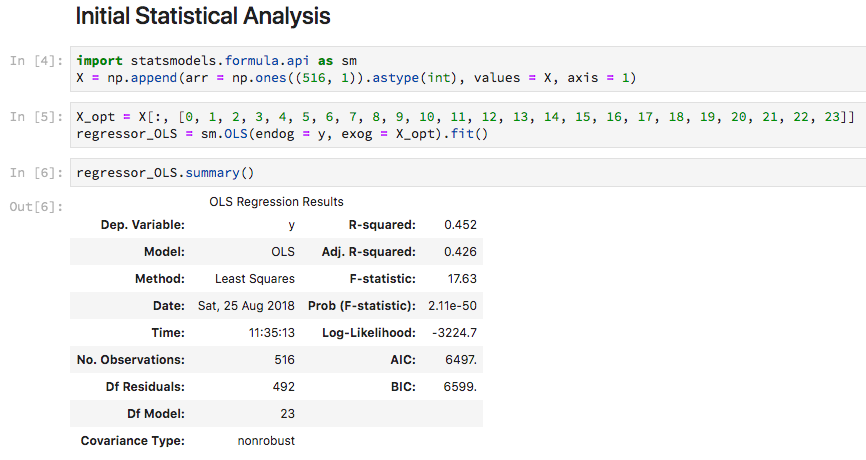 Initial Statistical Analysis
In [4]: import statsmodels.formula.api as sm
X = np.append(arr = np.ones((516, 1)).astype(int), values = X, axis = 1)
In [5]: X_opt = X[:, [0, 1, 2, 3, 4, 5, 6, 7, 8, 9, 10, 11, 12, 13, 14, 15, 16, 17, 18, 19, 20, 21, 22, 23]]
regressor_OLS = sm.OLS(endog = y, exog = X_opt).fit()
In [6]: regressor_OLS.summary()
Out[6]: OLS Regression Results
Dep. Variable: y R-squared: 0.452
Model: OLS Adj. R-squared: 0.426
Method: Least Squares F-statistic: 17.63
Date: Sat, 25 Aug 2018 Prob (F-statistic): 2.11e-50
Time: 11:35:13 Log-Likelihood: -3224.7
No. Observations: 516 AIC: 6497.
Df Residuals: 492 BIC: 6599.
Df Model: 23
Covariance Type: nonrobust